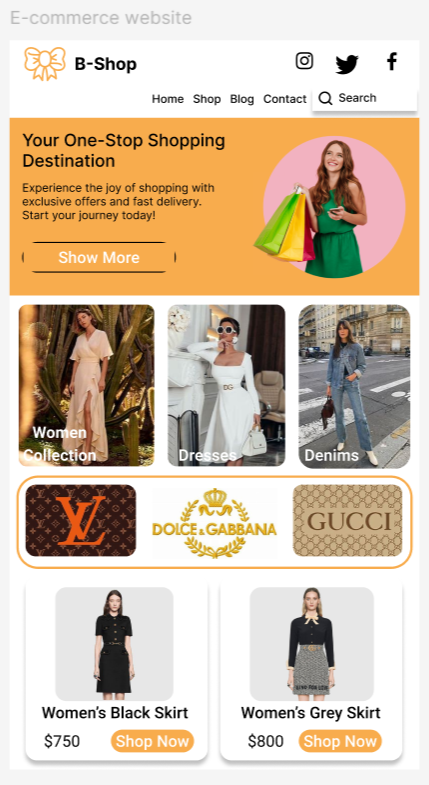 E-commerce website
B-Shop
Home Shop Blog Contact Search
Your One-Stop Shopping
Destination
Experience the joy of shopping with
exclusive offers and fast delivery.
Start your journey today!
Show More
Women
Collection
Dresses
Denims
DG
LV
DOLCE & GABBANA
GUCCI
Women's Black Skirt
$750
Shop Now
Women's Grey Skirt
$800
Shop Now